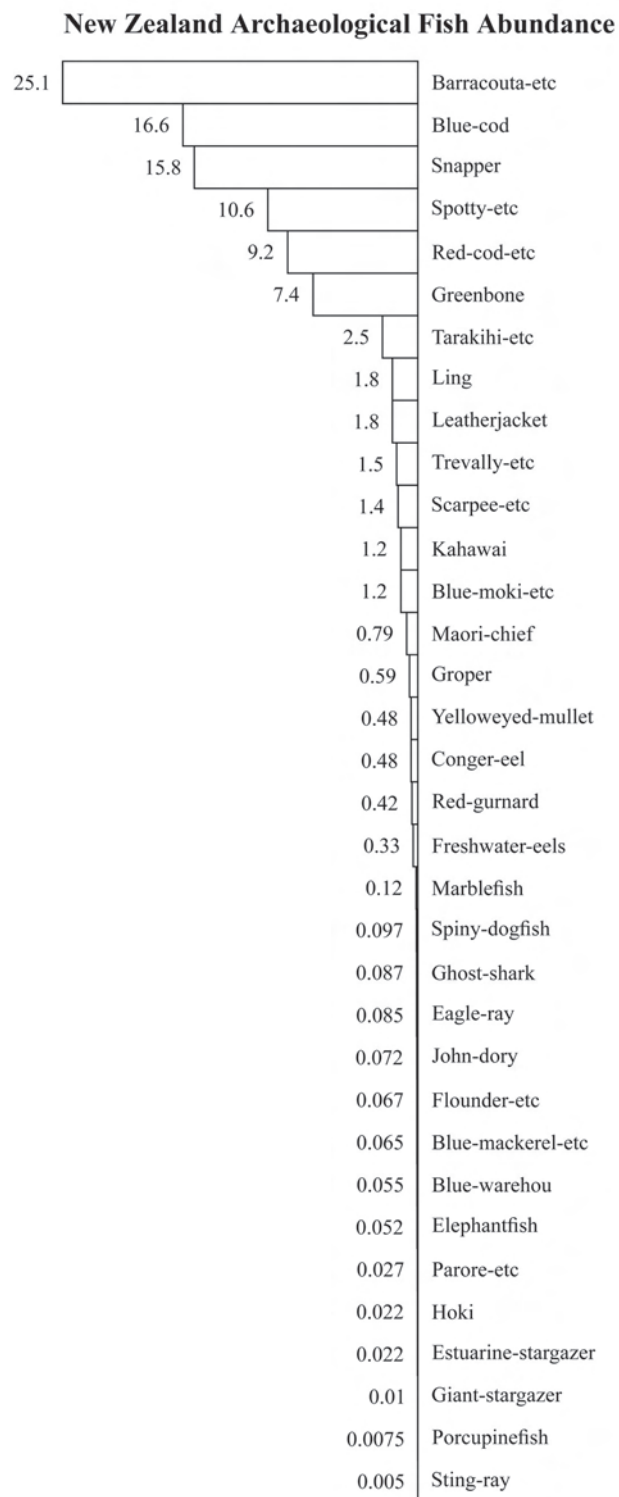 New Zealand Archaeological Fish Abundance
25.1 Barracouta-etc
16.6 Blue-cod
15.8 Snapper
10.6 Spotty-etc
9.2 Red-cod-etc
7.4 Greenbone
2.5 Tarakihi-etc
1.8 Ling
1.8 Leatherjacket
1.5 Trevally-etc
1.4 Scarpee-etc
1.2 Kahawai
1.2 Blue-moki-etc
0.79 Maori-chief
0.59 Groper
0.48 Yelloweyed-mullet
0.48 Conger-eel
0.42 Red-gurnard
0.33 Freshwater-eels
0.12 Marblefish
0.097 Spiny-dogfish
0.087 Ghost-shark
0.085 Eagle-ray
0.072 John-dory
0.067 Flounder-etc
0.065 Blue-mackerel-etc
0.055 Blue-warehou
0.052 Elephantfish
0.027 Parore-etc
0.022 Hoki
0.022 Estuarine-stargazer
0.01 Giant-stargazer
0.0075 Porcupinefish
0.005 Sting-ray